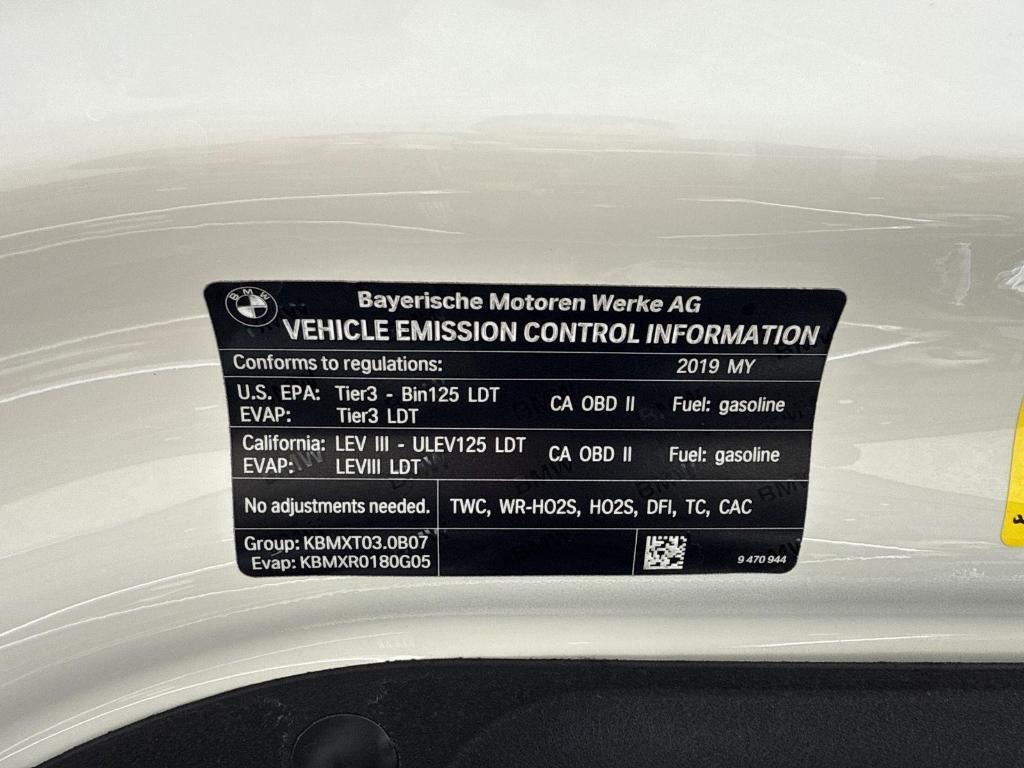 BMW
Bayerische Motoren Werke AG
VEHICLE EMISSION CONTROL INFORMATION
Conforms to regulations: 2019 MY
U.S. EPA: Tier3 - Bin125 LDT CA OBD II Fuel: gasoline
EVAP: Tier3 LDT
California: LEV III - ULEV125 LDT CA OBD II Fuel: gasoline
EVAP: LEVIII LDT
No adjustments needed. TWC, WR-HO2S, HO2S, DFI, TC, CAC
Group: KBMXT03.0B07
Evap: KBMXR0180G05
9 470 944